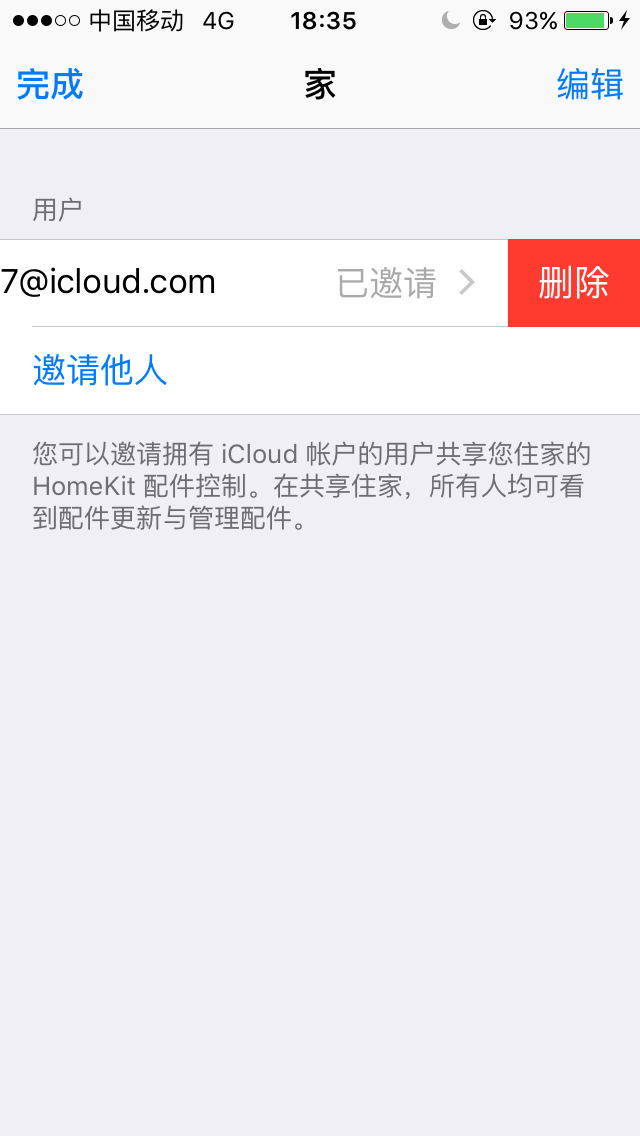 中国移动 4G 18:35 93%
完成 家 编辑
用户
7@icloud.com 已邀请 删除
邀请他人
您可以邀请拥有 iCloud 帐户的用户共享您住家的
HomeKit 配件控制。在共享住家，所有人均可看
到配件更新与管理配件。